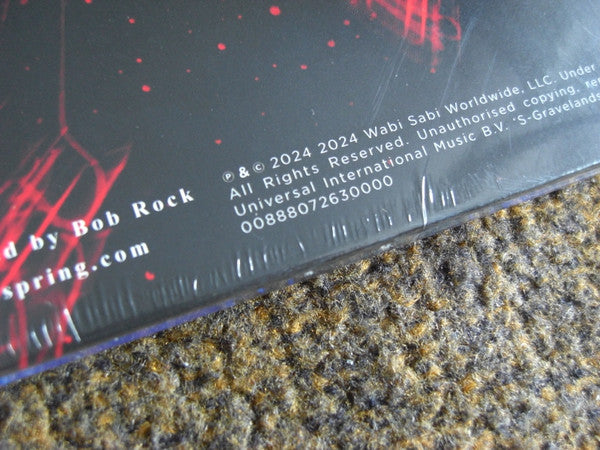 ℗ & © 2024 2024 Wabi Sabi Worldwide, LLC. Under
All Rights Reserved. Unauthorised copying,
Universal International Music B.V. 'S-Gravelands
00888072630000
d by Bob Rock
spring.com